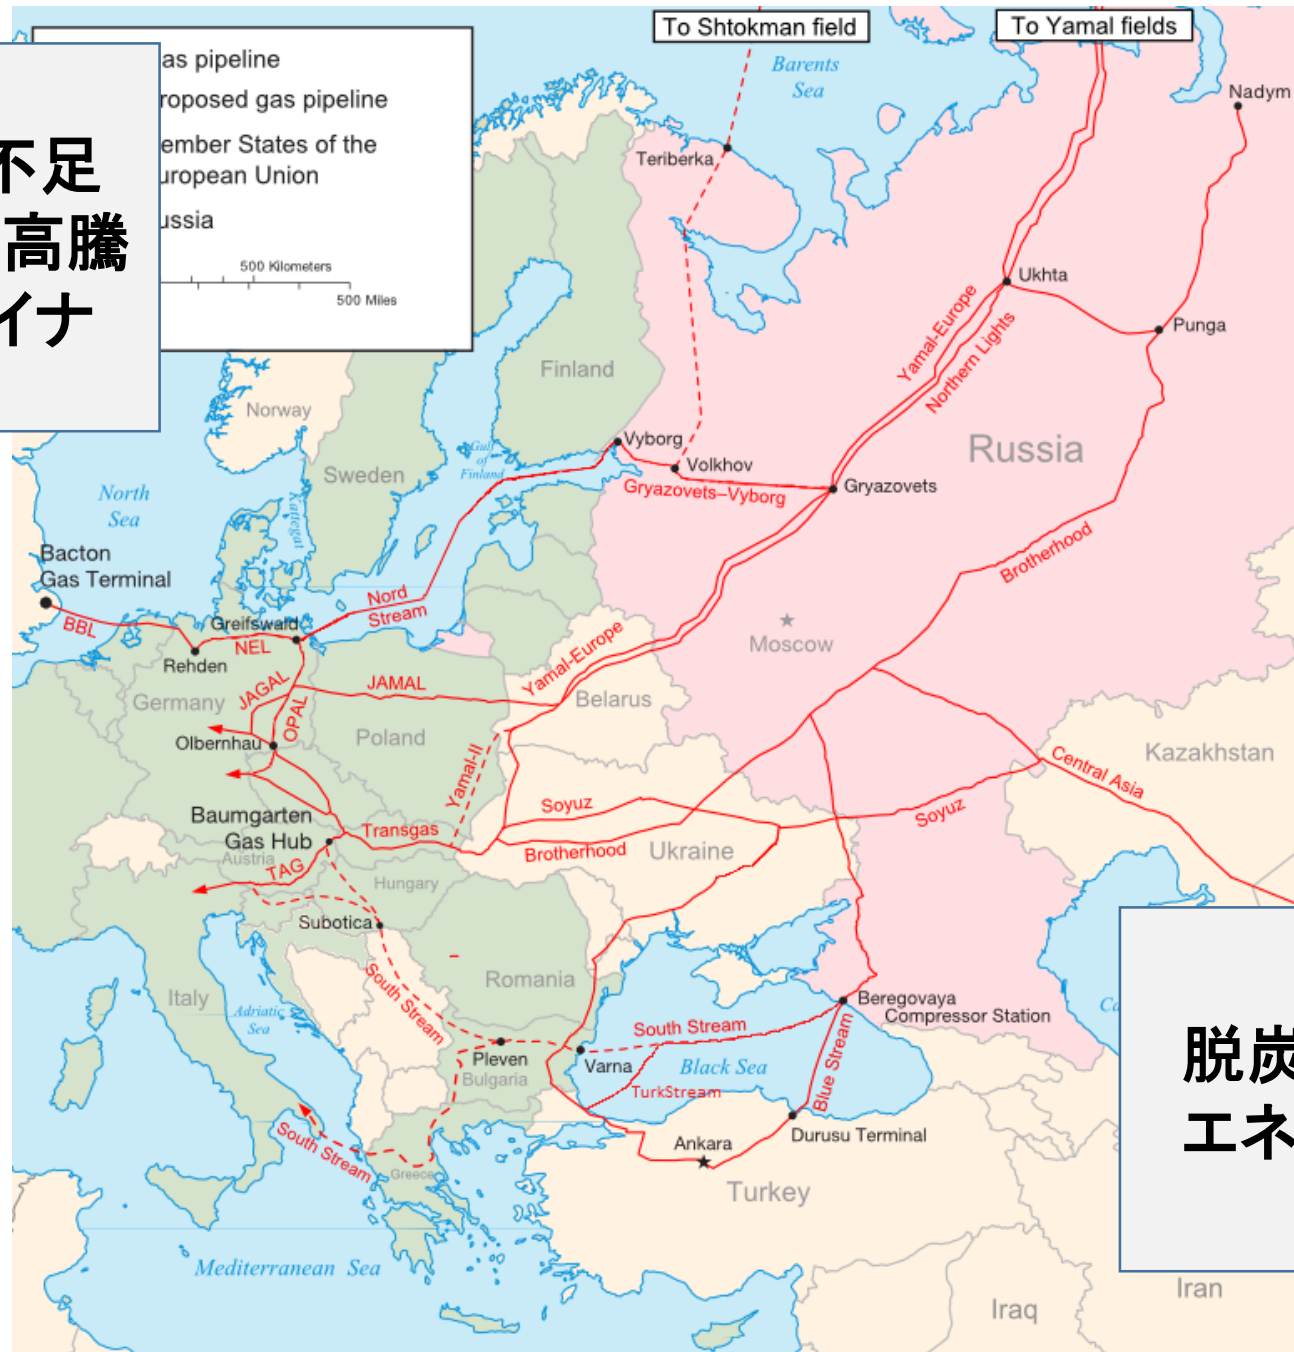 To Shtokman field
To Yamal fields
as pipeline
roposed gas pipeline
ember States of the
uropean Union
ussia
500 Kilometers
500 Miles
不足
高騰
イナ
Barents
Sea
Nadym
Teriberka
Ukhta
Punga
Yamal-Europe
Northern Lights
Finland
Norway
Sweden
Gulf
of
Finland
Vyborg
Volkhov
Gryazovets–Vyborg
Gryazovets
Russia
North
Sea
Kattegat
Bacton
Gas Terminal
BBL
Greifswald
NEL
Rehden
Nord
Stream
Brotherhood
Moscow
Yamal-Europe
Belarus
JAGAL
JAMAL
OPAL
Germany
Olbernhau
Poland
Yamal-II
Kazakhstan
Central Asia
Soyuz
Soyuz
Baumgarten
Gas Hub
Transgas
Brotherhood
Ukraine
Austria
TAG
Hungary
Subotica
South Stream
Romania
Italy
Adriatic
Sea
Beregovaya
Compressor Station
South Stream
Pleven
Varna
Black Sea
Blue Stream
Bulgaria
TurkStream
Durusu Terminal
Ankara
South Stream
Greece
Turkey
Ca
脱炭
エネ
Mediterranean Sea
Iran
Iraq